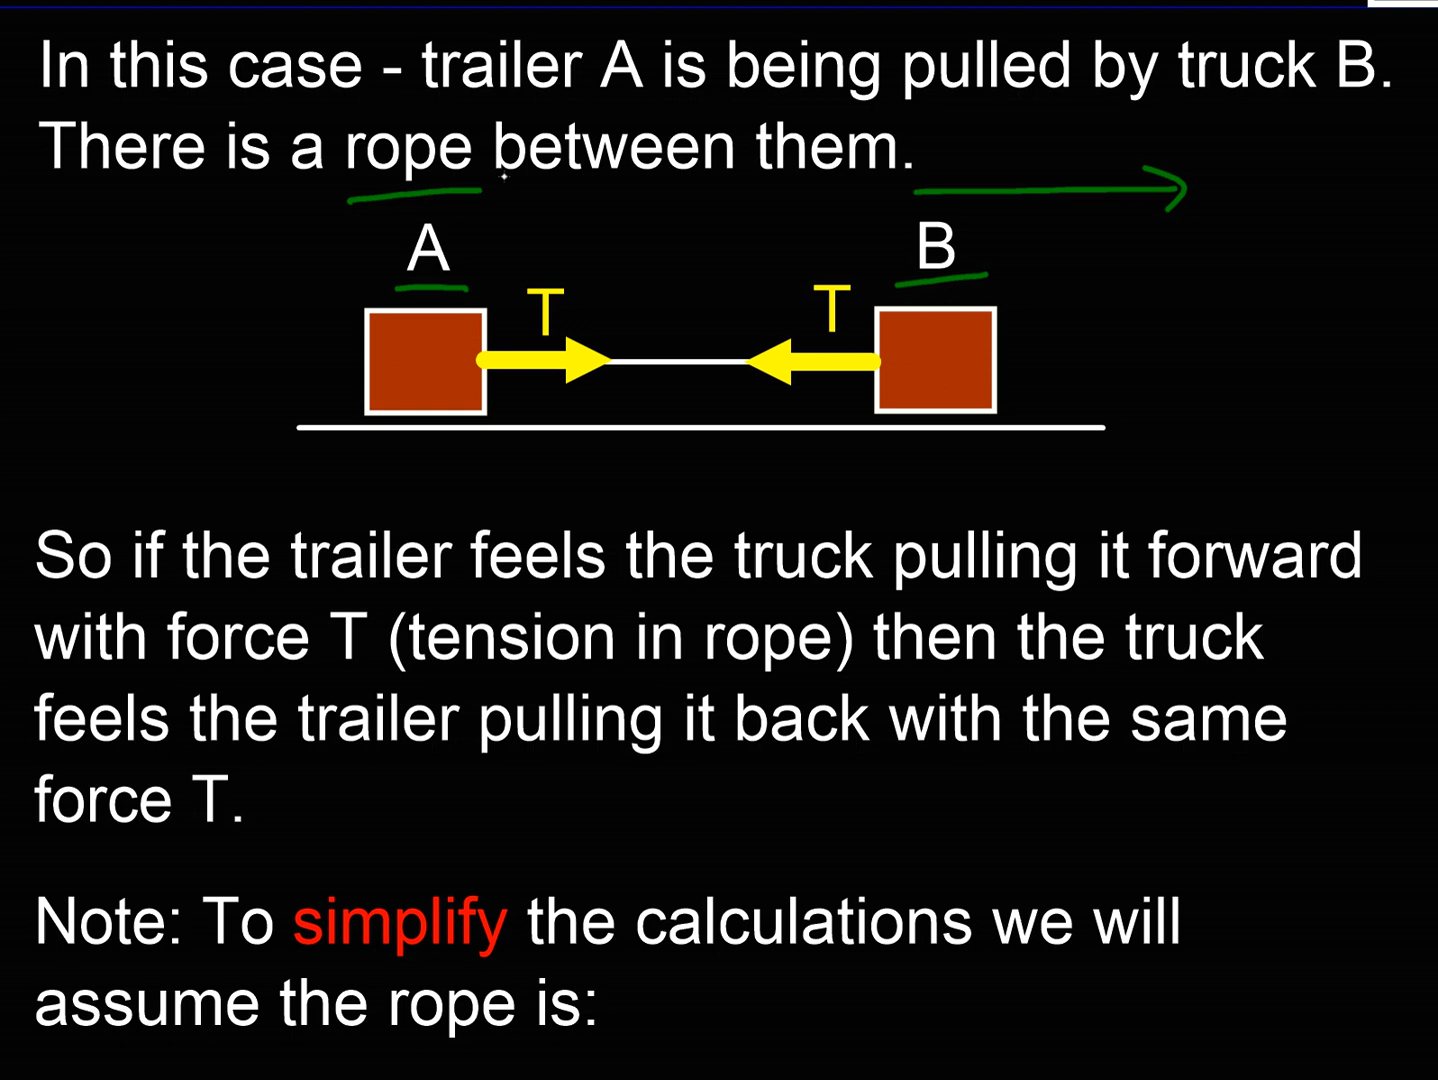 In this case - trailer A is being pulled by truck B.
There is a rope between them.
A
B
T
T
So if the trailer feels the truck pulling it forward
with force T (tension in rope) then the truck
feels the trailer pulling it back with the same
force T.
Note: To simplify the calculations we will
assume the rope is: